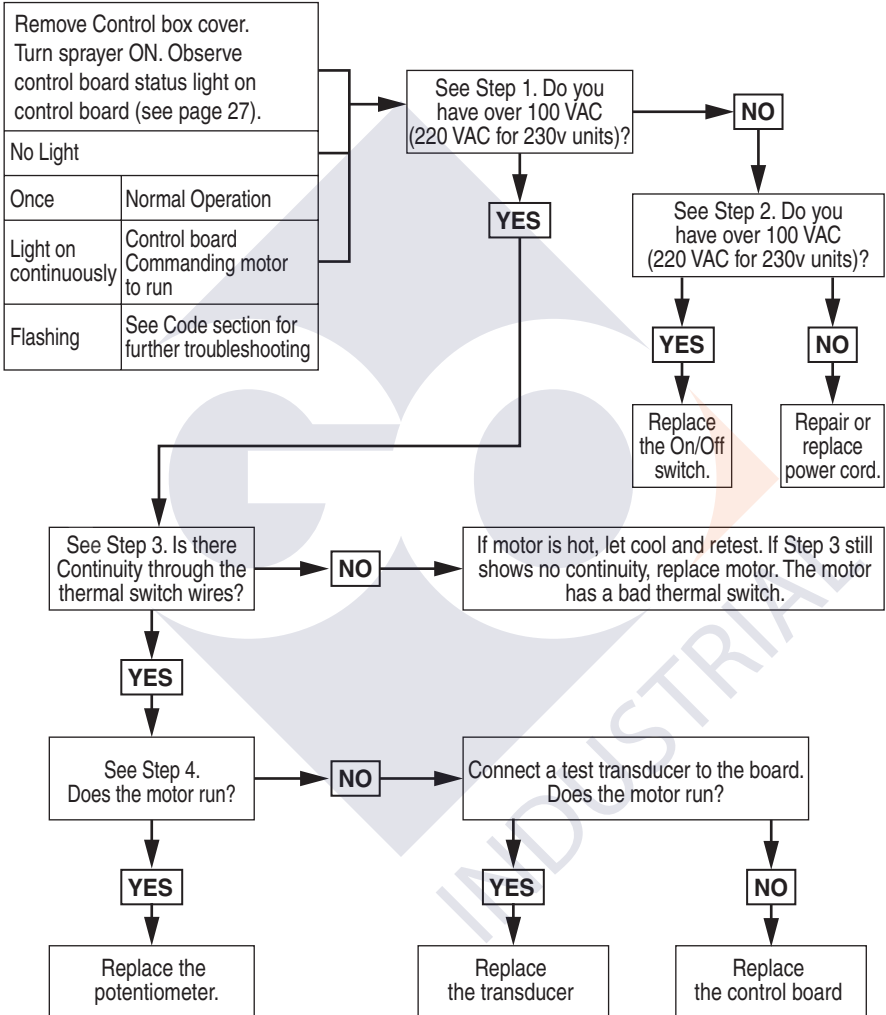 Remove Control box cover.
Turn sprayer ON. Observe
control board status light on
control board (see page 27).
No Light
Once
Normal Operation
Light on
continuously
Control board
Commanding motor
to run
Flashing
See Code section for
further troubleshooting
See Step 1. Do you
have over 100 VAC
(220 VAC for 230v units)?
NO
YES
See Step 2. Do you
have over 100 VAC
(220 VAC for 230v units)?
YES
NO
Replace
the On/Off
switch.
Repair or
replace
power cord.
See Step 3. Is there
Continuity through the
thermal switch wires?
NO
If motor is hot, let cool and retest. If Step 3 still
shows no continuity, replace motor. The motor
has a bad thermal switch.
YES
See Step 4.
Does the motor run?
NO
Connect a test transducer to the board.
Does the motor run?
YES
YES
NO
Replace the
potentiometer.
Replace
the transducer
Replace
the control board
GO
INDUSTRIAL